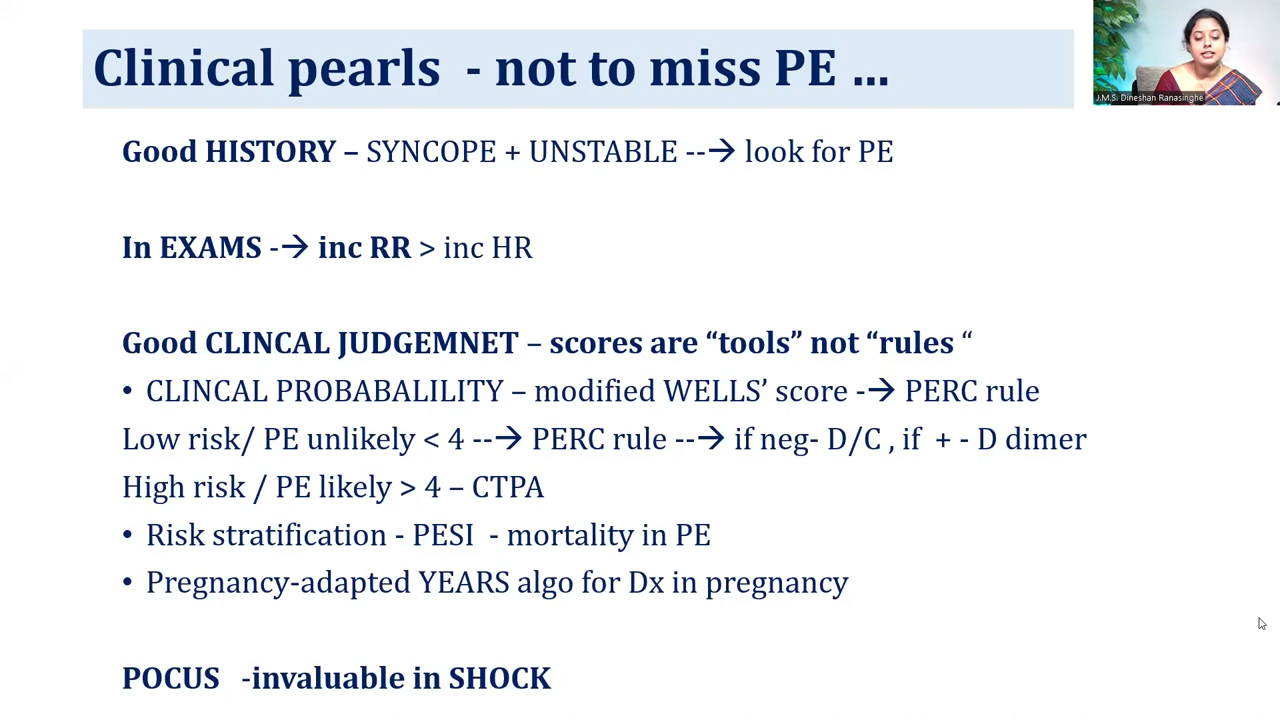 Clinical pearls - not to miss PE ...
J.M.S. Dineshan Ranasinghe
Good HISTORY – SYNCOPE + UNSTABLE --→ look for PE
In EXAMS -→ inc RR > inc HR
Good CLINCAL JUDGEMNET – scores are “tools” not “rules “
• CLINCAL PROBABALILITY – modified WELLS’ score -→ PERC rule
Low risk/ PE unlikely < 4 --→ PERC rule --→ if neg- D/C , if + - D dimer
High risk / PE likely > 4 – CTPA
• Risk stratification - PESI - mortality in PE
• Pregnancy-adapted YEARS algo for Dx in pregnancy
POCUS -invaluable in SHOCK